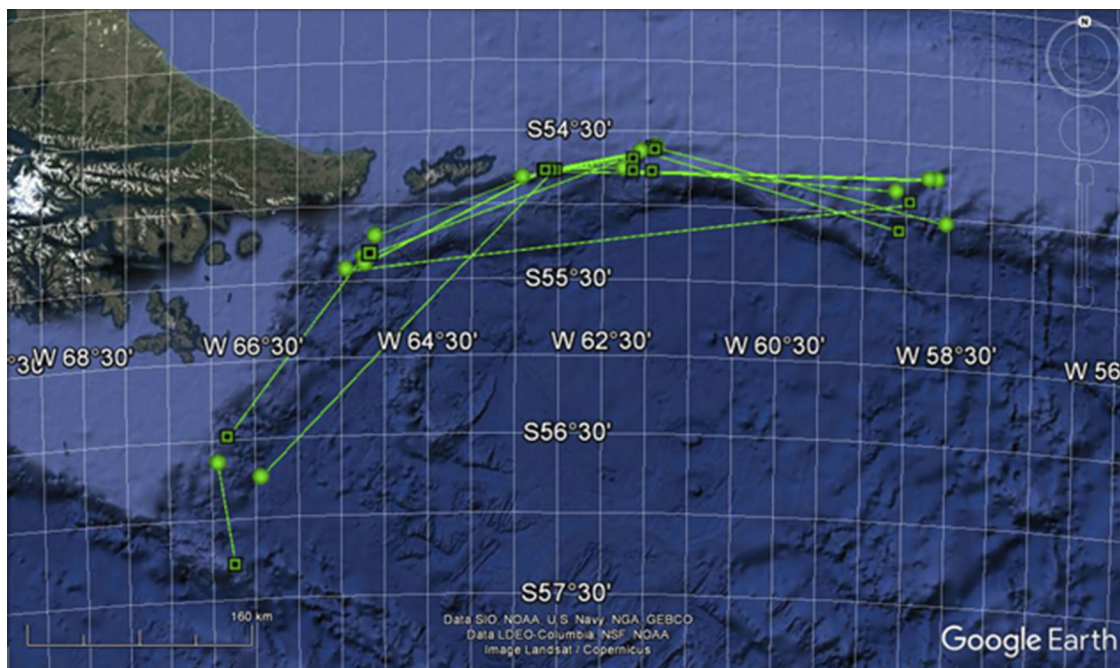 N
S54°30'
S55°30'
°30' W 68°30' W 66°30' W 64°30' W 62°30' W 60°30' W 58°30' W 56
S56°30'
S57°30'
160 km
Data SIO, NOAA, U.S. Navy, NGA, GEBCO
Data LDEO-Columbia, NSF, NOAA
Image Landsat / Copernicus
Google Earth